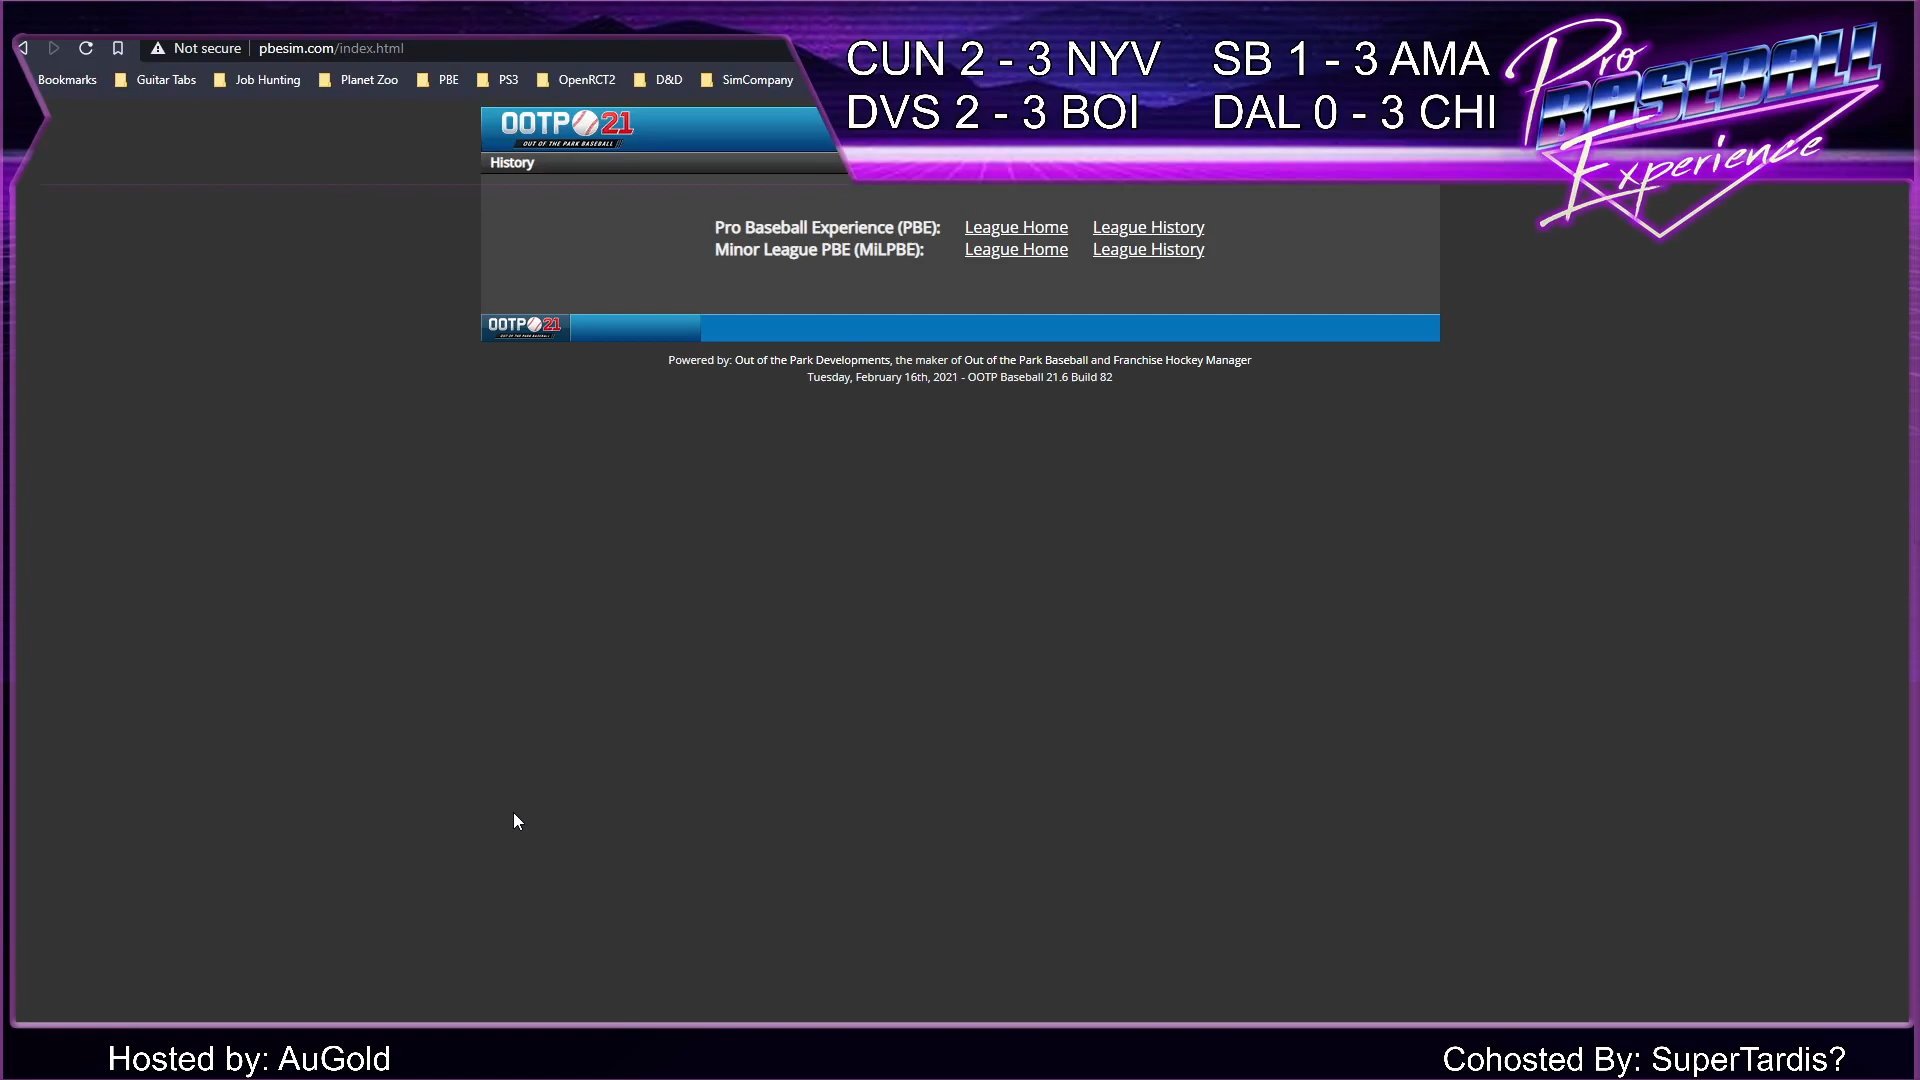 CUN 2 - 3 NYV SB 1 - 3 AMA
DVS 2 - 3 BOI DAL 0 - 3 CHI
Pro
BASEBALL
Experience
Not secure pbesim.com/index.html
Bookmarks Guitar Tabs Job Hunting Planet Zoo PBE PS3 OpenRCT2 D&D SimCompany
OOTP 21
OUT OF THE PARK BASEBALL
History
Pro Baseball Experience (PBE): League Home League History
Minor League PBE (MiLPBE): League Home League History
OOTP 21
OUT OF THE PARK BASEBALL
Powered by: Out of the Park Developments, the maker of Out of the Park Baseball and Franchise Hockey Manager
Tuesday, February 16th, 2021 - OOTP Baseball 21.6 Build 82
Hosted by: AuGold
Cohosted By: SuperTardis?